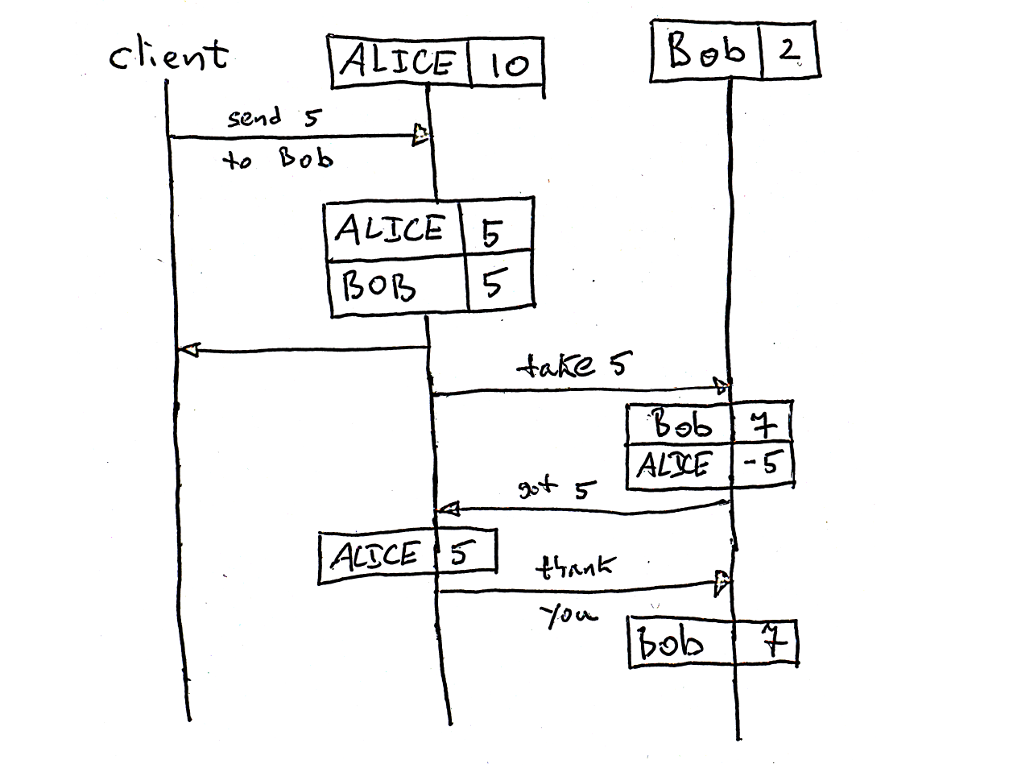 client
ALICE 10
Bob 2
send 5
to Bob
ALICE 5
BOB 5
take 5
Bob 7
ALICE -5
got 5
ALICE 5
thank
you
Bob 7